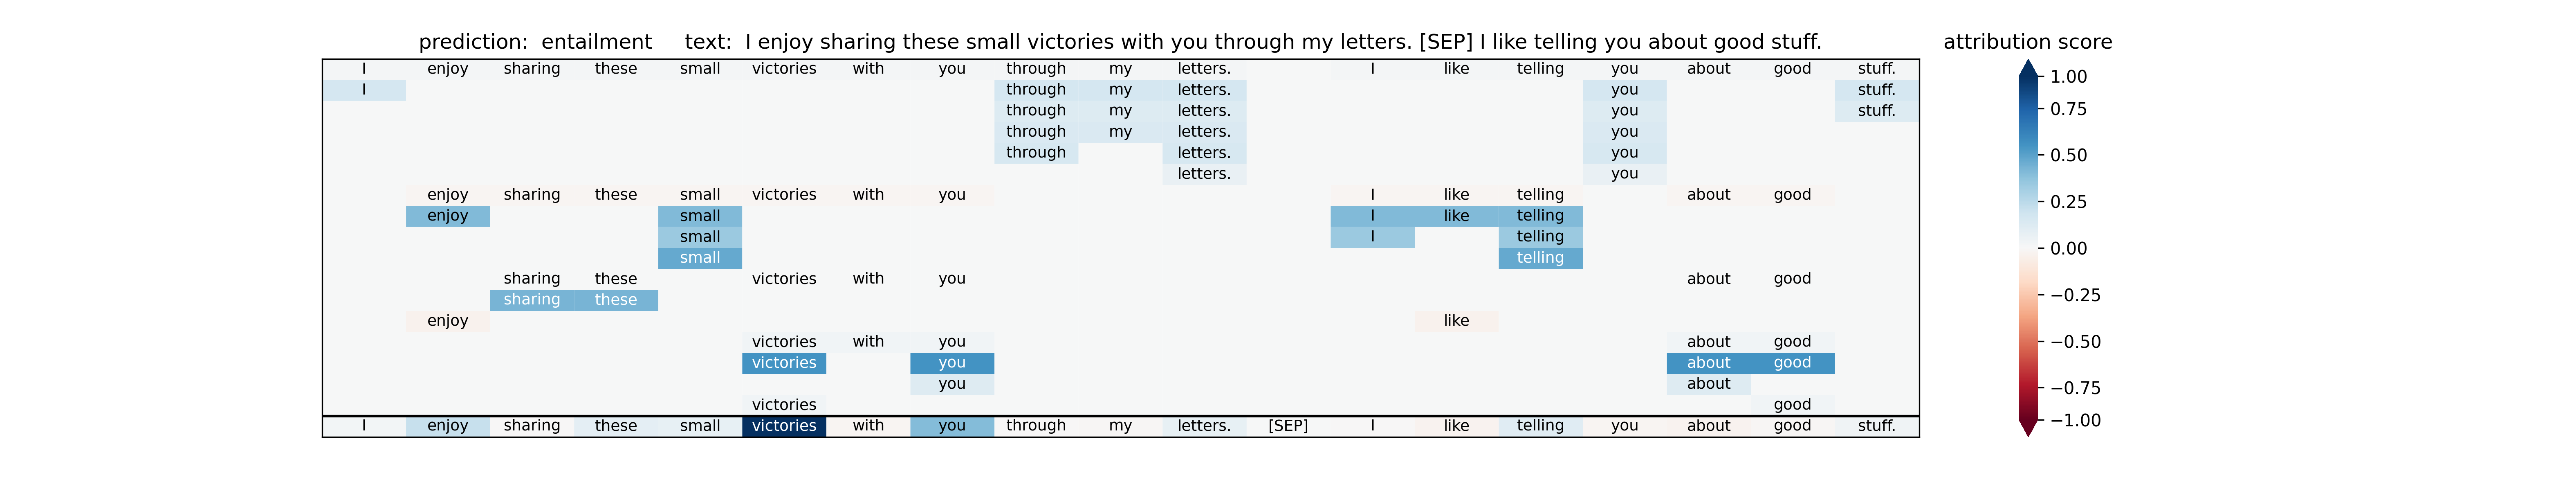 prediction: entailment text: I enjoy sharing these small victories with you through my letters. [SEP] I like telling you about good stuff.
attribution score
I enjoy sharing these small victories with you through my letters. I like telling you about good stuff.
I through my letters. you stuff.
through my letters. you stuff.
through my letters. you
through letters. you
letters. you
enjoy sharing these small victories with you I like telling about good
enjoy small I like telling
small I telling
small telling
sharing these victories with you about good
sharing these
enjoy like
victories with you about good
victories you about good
you about
victories good
I enjoy sharing these small victories with you through my letters. [SEP] I like telling you about good stuff.
1.00
0.75
0.50
0.25
0.00
−0.25
−0.50
−0.75
−1.00